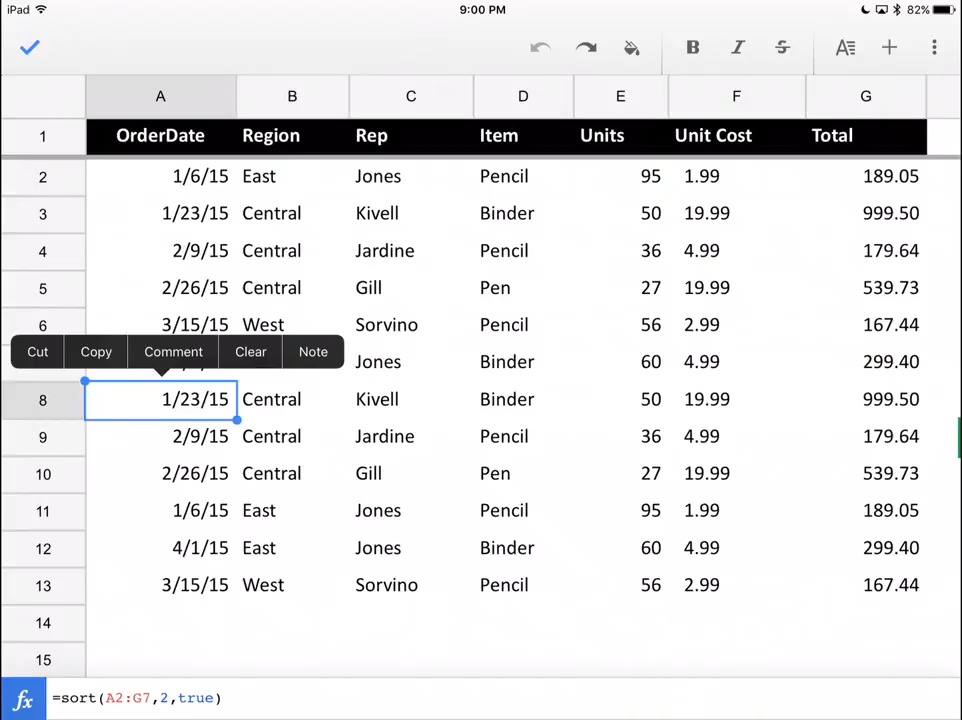 iPad 9:00 PM 82%
B I S A +
A B C D E F G
1 OrderDate Region Rep Item Units Unit Cost Total
2 1/6/15 East Jones Pencil 95 1.99 189.05
3 1/23/15 Central Kivell Binder 50 19.99 999.50
4 2/9/15 Central Jardine Pencil 36 4.99 179.64
5 2/26/15 Central Gill Pen 27 19.99 539.73
6 3/15/15 West Sorvino Pencil 56 2.99 167.44
Cut Copy Comment Clear Note Jones Binder 60 4.99 299.40
8 1/23/15 Central Kivell Binder 50 19.99 999.50
9 2/9/15 Central Jardine Pencil 36 4.99 179.64
10 2/26/15 Central Gill Pen 27 19.99 539.73
11 1/6/15 East Jones Pencil 95 1.99 189.05
12 4/1/15 East Jones Binder 60 4.99 299.40
13 3/15/15 West Sorvino Pencil 56 2.99 167.44
14
15
fx =sort(A2:G7,2,true)